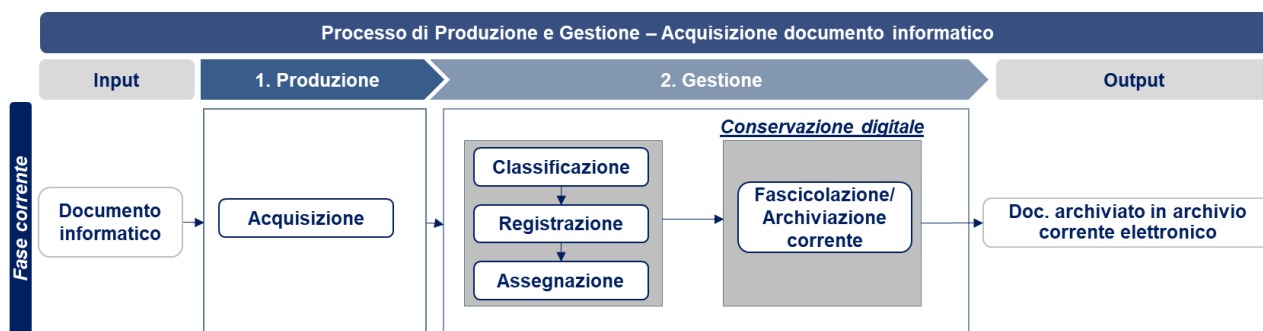 Processo di Produzione e Gestione – Acquisizione documento informatico
Input
1. Produzione
2. Gestione
Output
Fase corrente
Documento
informatico
Acquisizione
Classificazione
Registrazione
Assegnazione
Conservazione digitale
Fascicolazione/
Archiviazione
corrente
Doc. archiviato in archivio
corrente elettronico